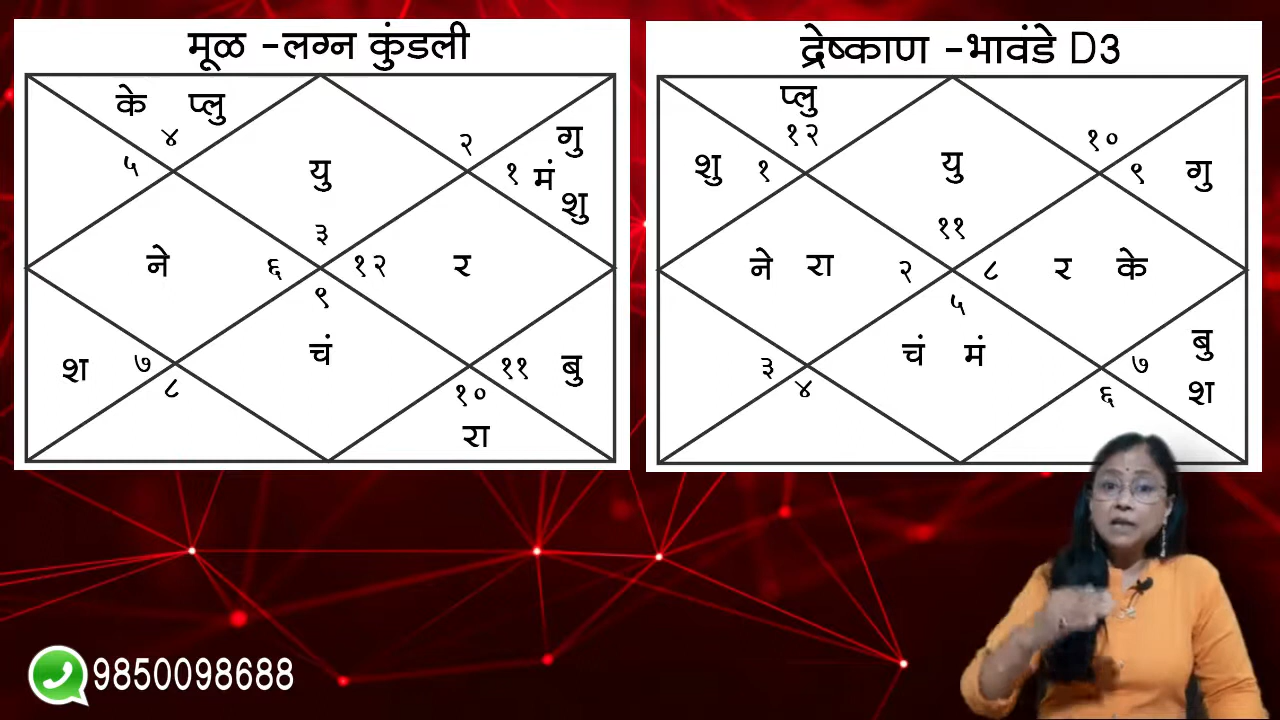 मूळ -लग्न कुंडली
के प्लु
४
५
यु
३
२
गु
१ मं
शु
ने ६
१२ र
९
चं
श ७
८
११ बु
१०
रा
द्रेष्काण -भावंडे D3
प्लु
१२
शु १
यु
११
१०
९ गु
ने रा २
८ र के
५
चं मं
३
४
बु
७
श
६
9850098688